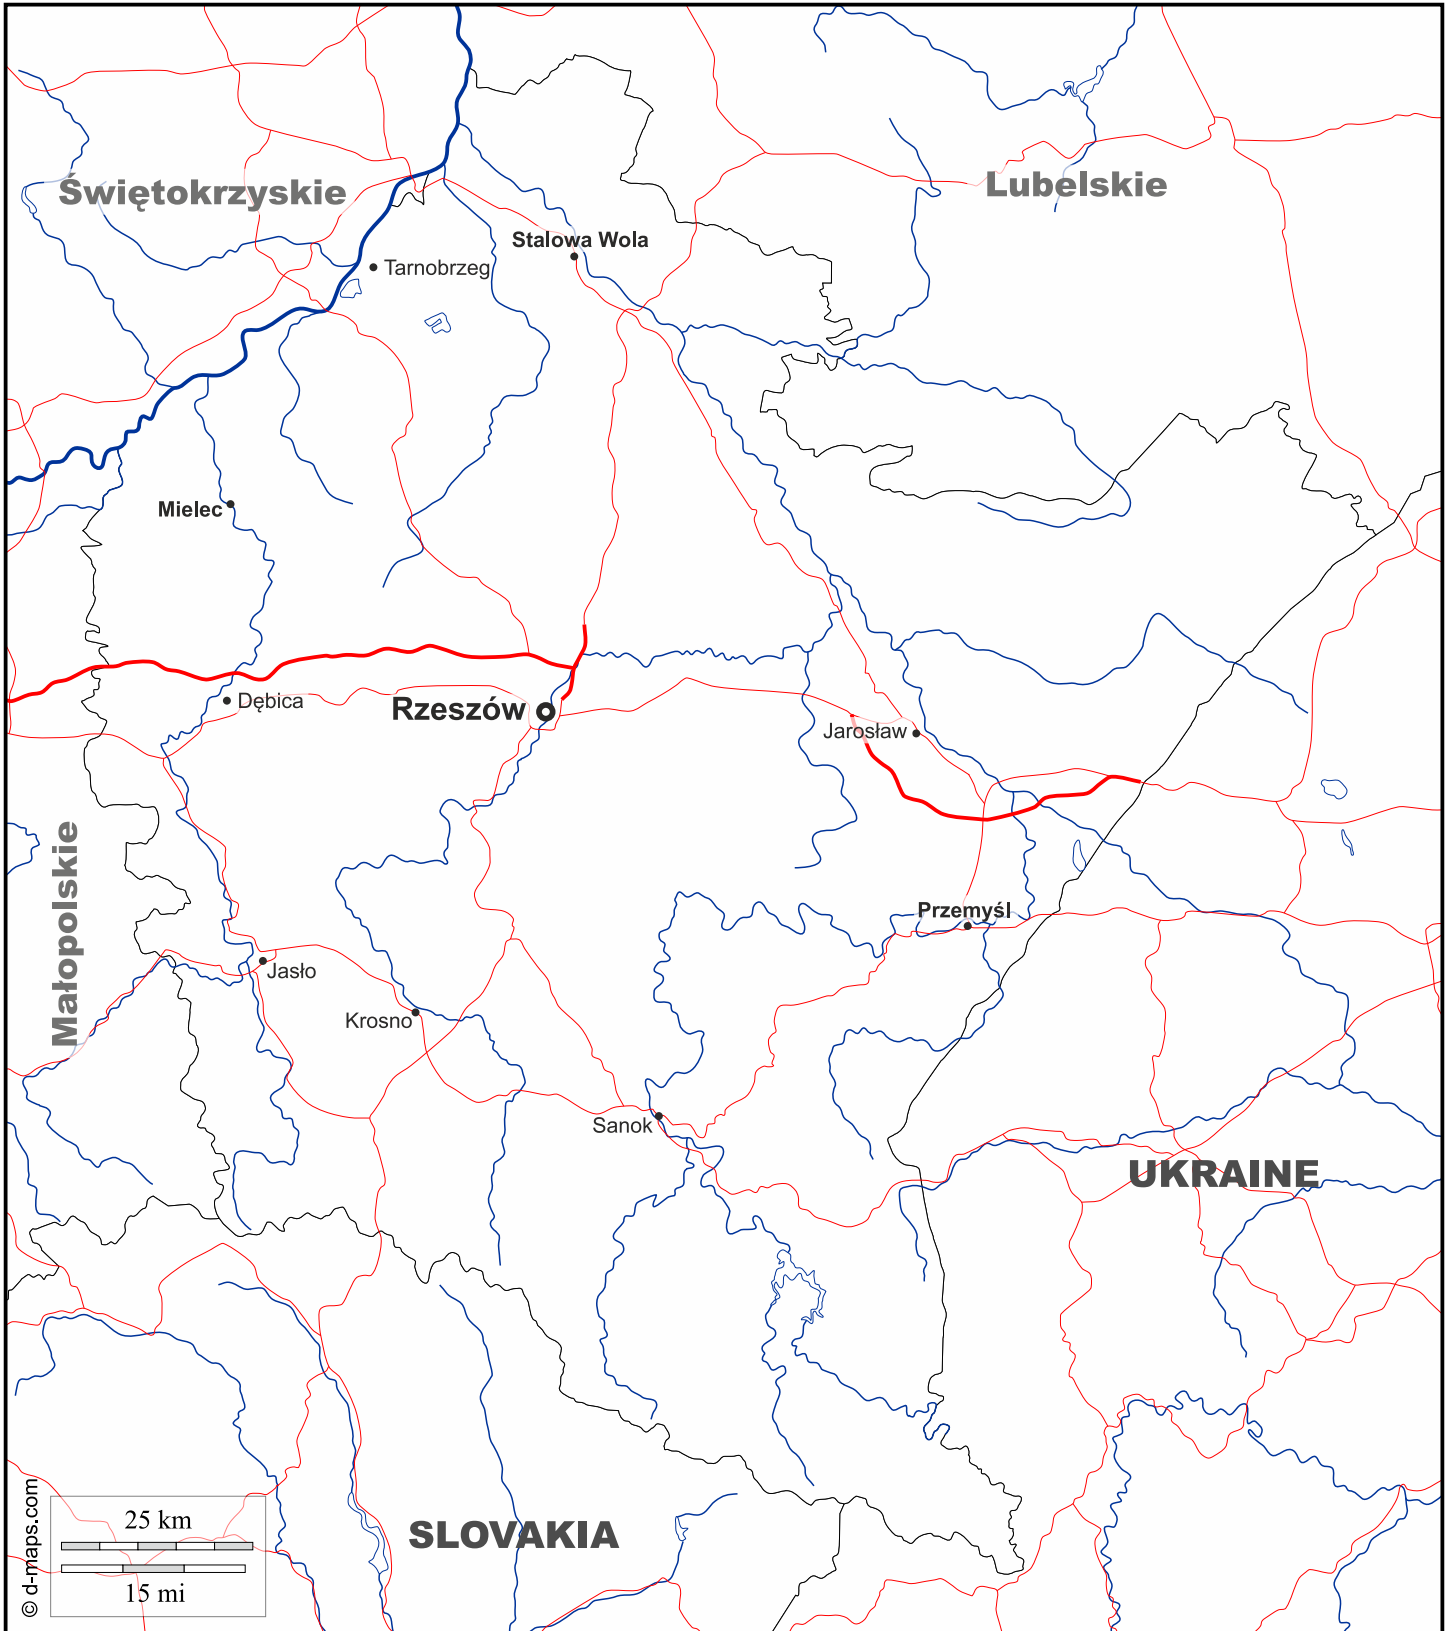 Świętokrzyskie
Lubelskie
Stalowa Wola
Tarnobrzeg
Mielec
Dębica
Rzeszów
Jarosław
Małopolskie
Przemyśl
Jasło
Krosno
Sanok
UKRAINE
SLOVAKIA
25 km
15 mi
© d-maps.com